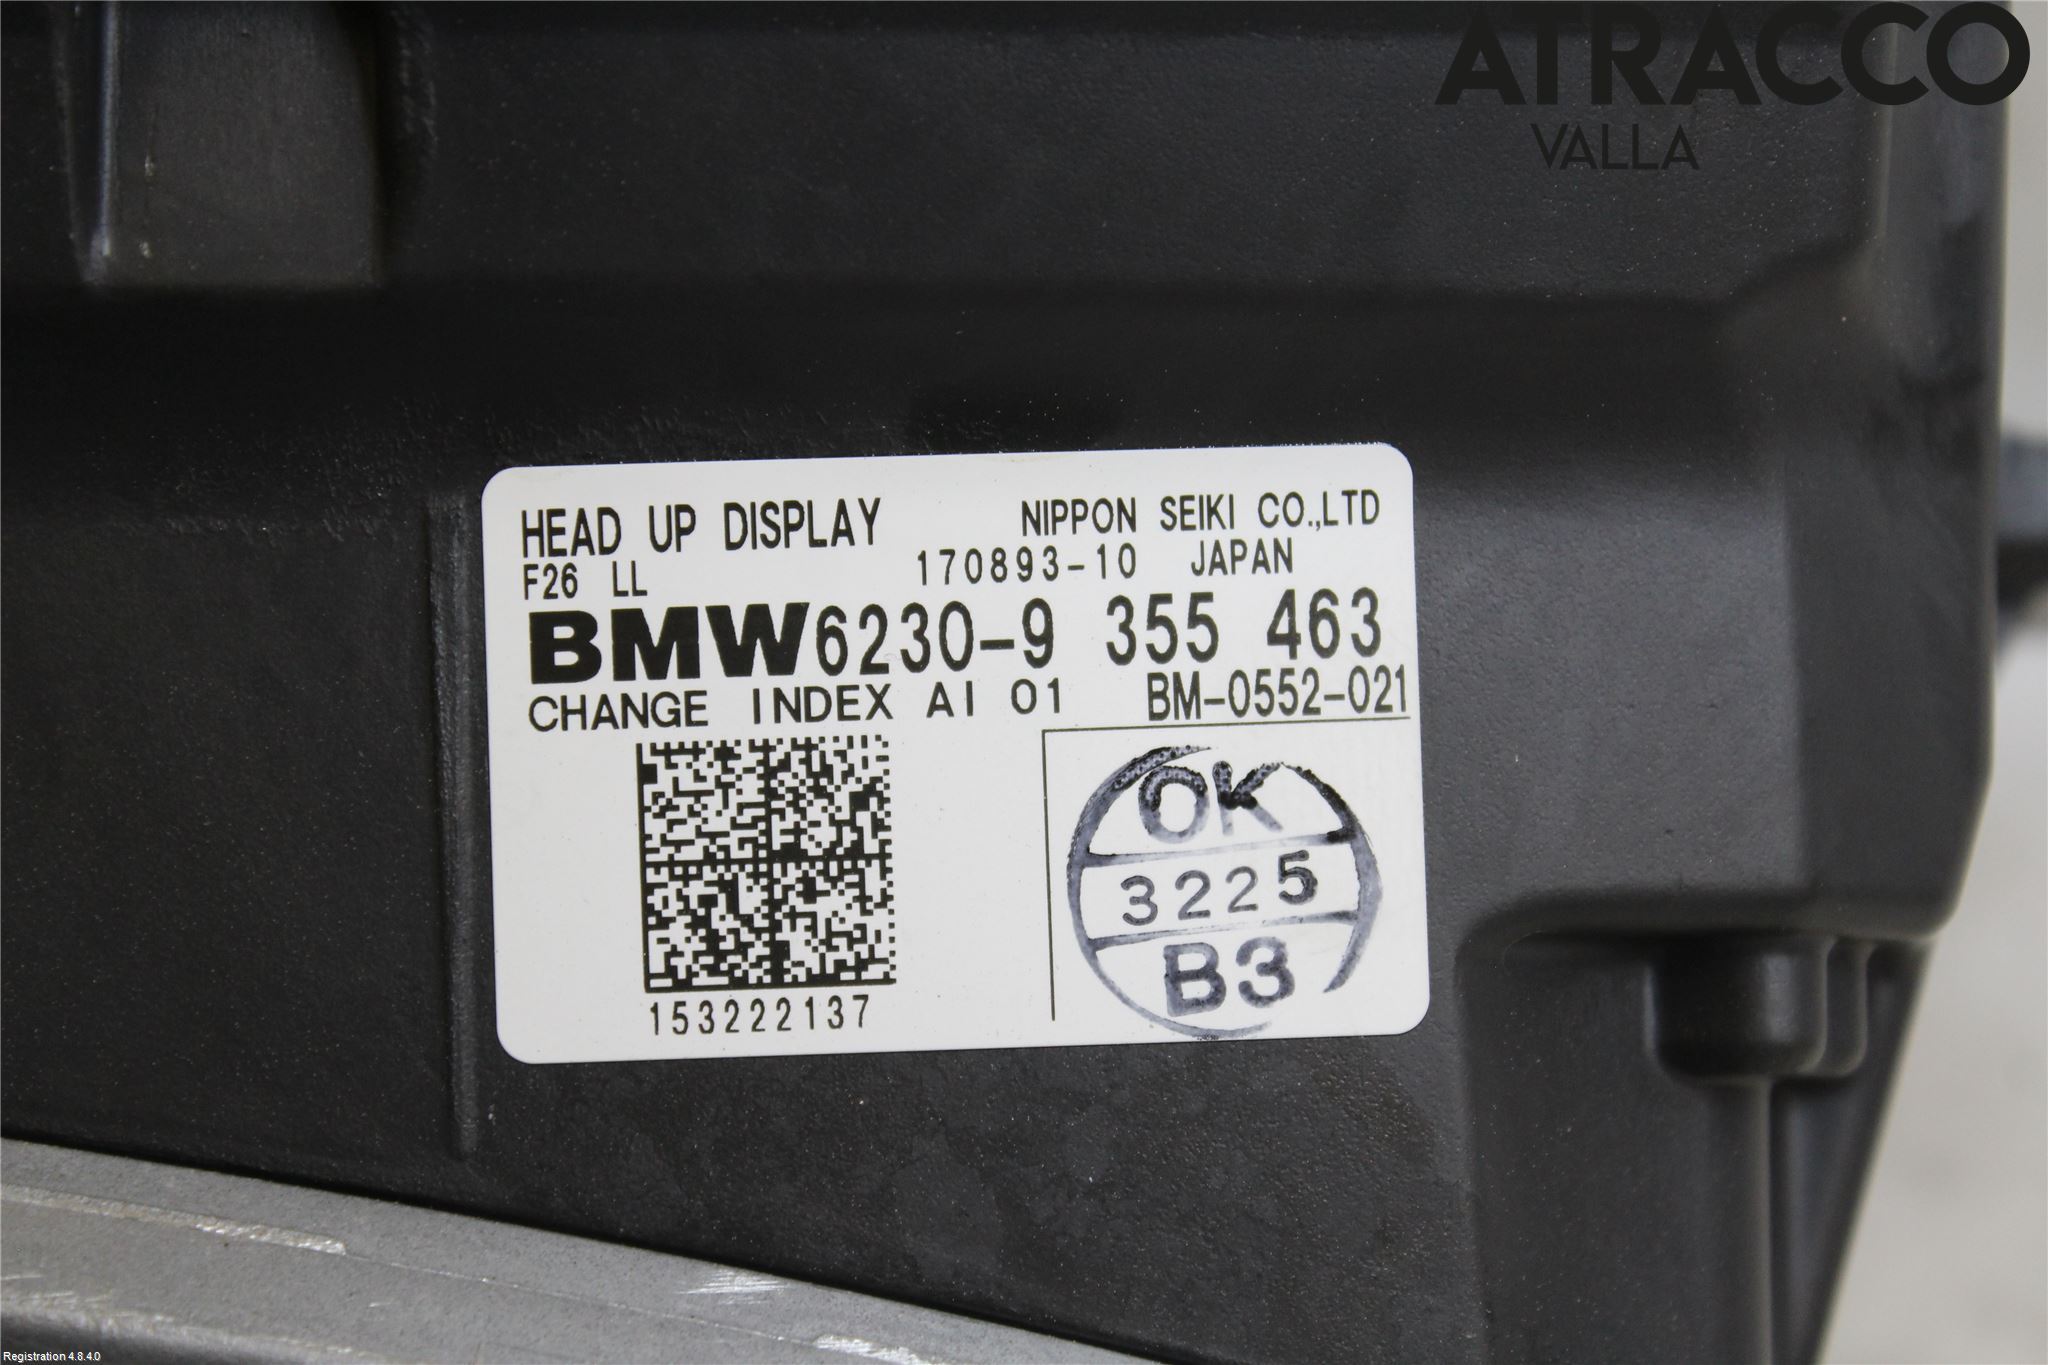 ATRACCO
VALLA
HEAD UP DISPLAY NIPPON SEIKI CO.,LTD
F26 LL 170893-10 JAPAN
BMW6230-9 355 463
CHANGE INDEX AI 01 BM-0552-021
OK
3225
B3
153222137
Registration 4.8.4.0